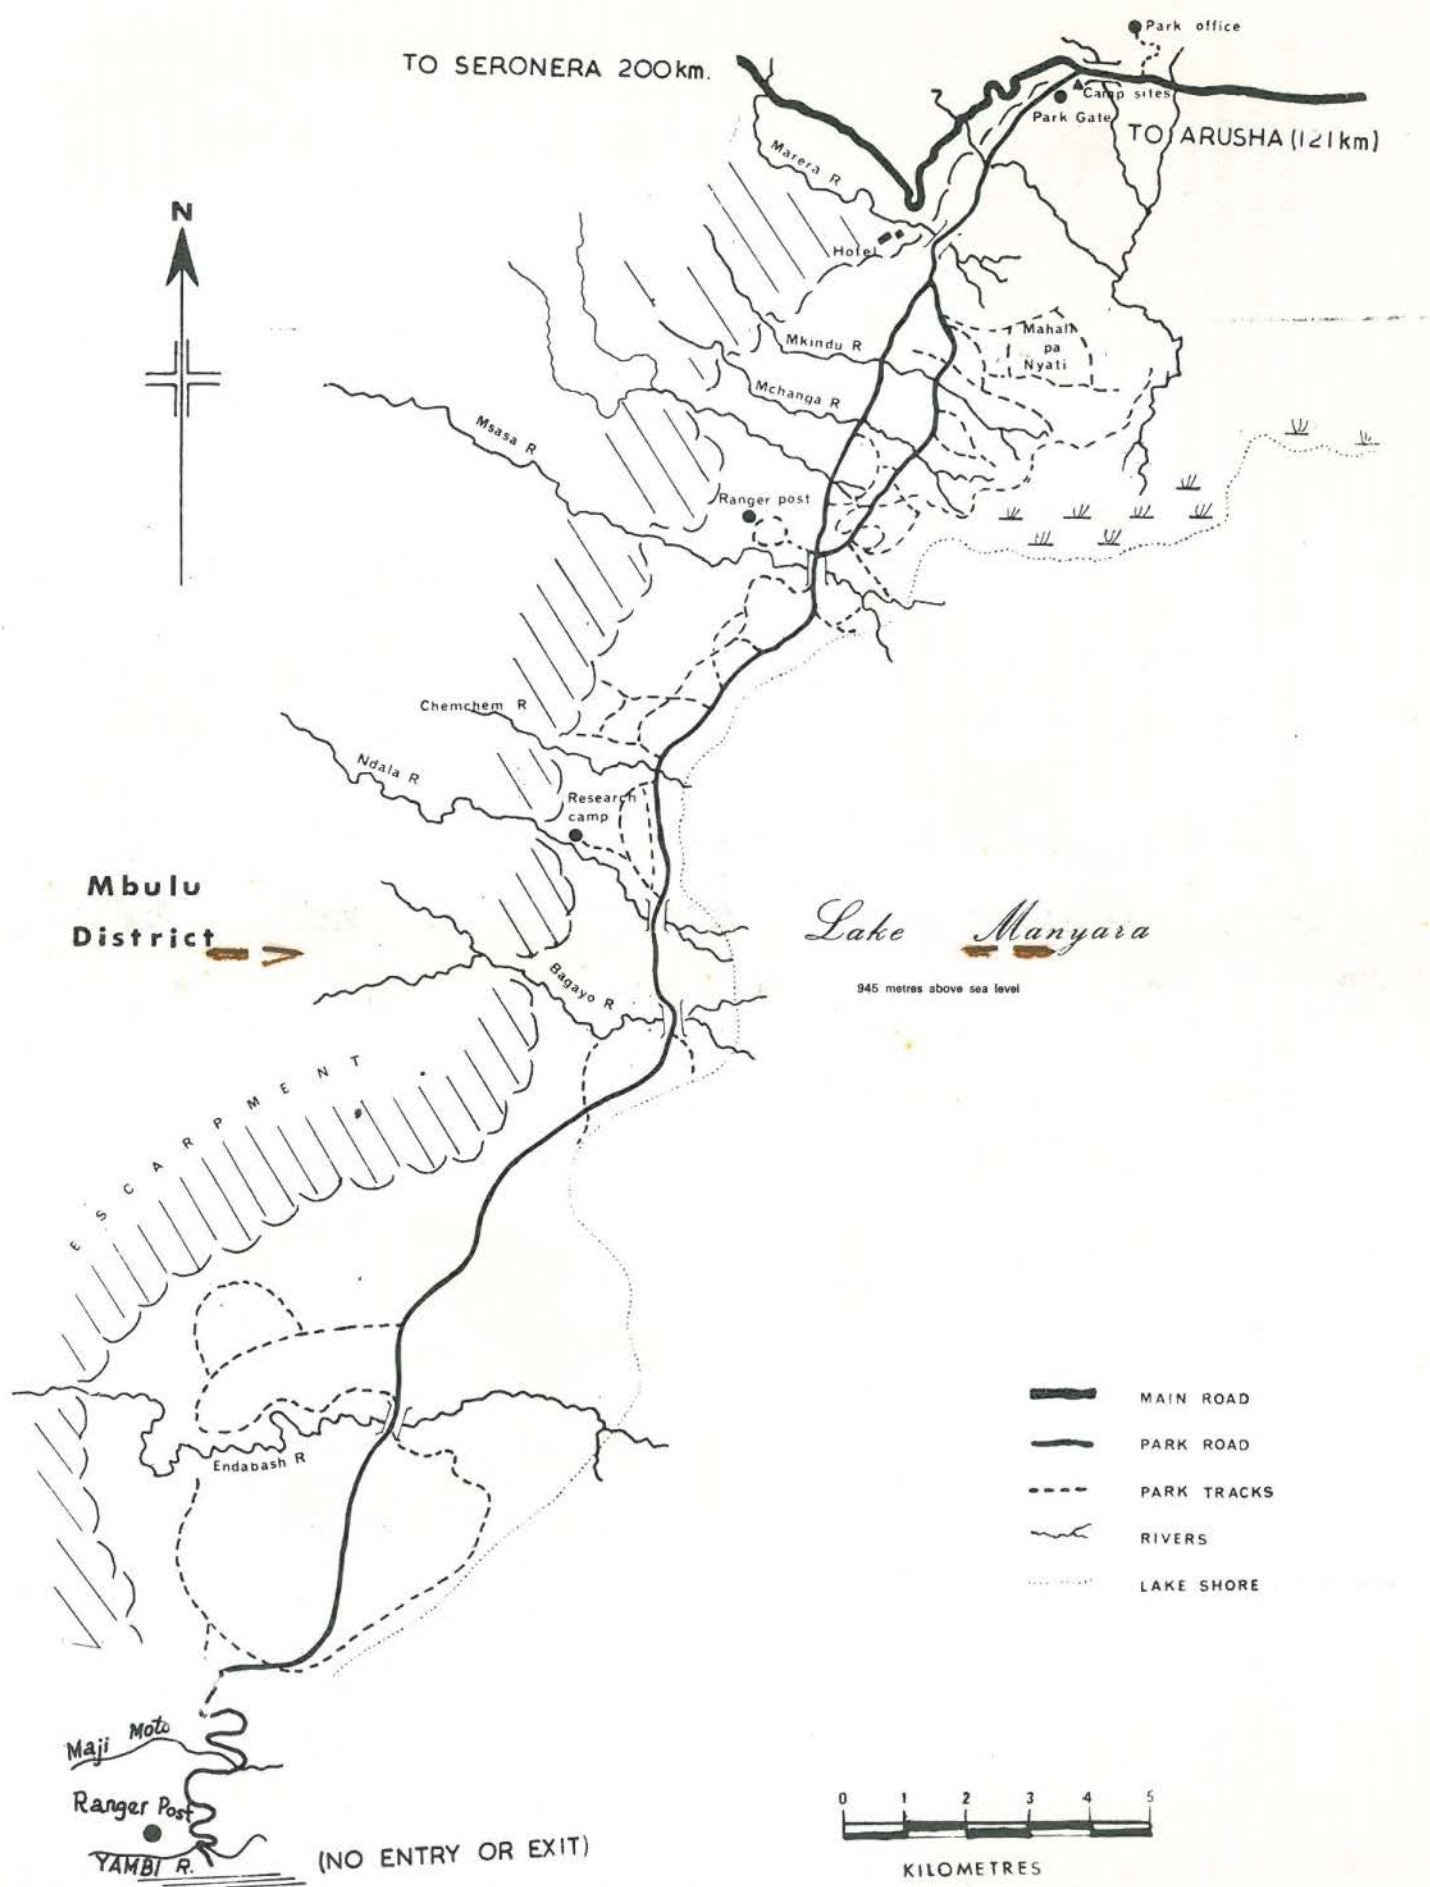 Park office
TO SERONERA 200km.
Camp sites
Park Gate
TO ARUSHA (121km)
Marera R
N
Hotel
Mahali
pa
Nyati
Mkindu R
Mchanga R
Msasa R
Ranger post
Chemchem R
Ndala R
Research
camp
Mbulu
District
Lake Manyara
945 metres above sea level
Bagayo R
ESCARPMENT
Endabash R
MAIN ROAD
PARK ROAD
PARK TRACKS
RIVERS
LAKE SHORE
Maji Moto
Ranger Post
YAMBI R.
(NO ENTRY OR EXIT)
0 1 2 3 4 5
KILOMETRES